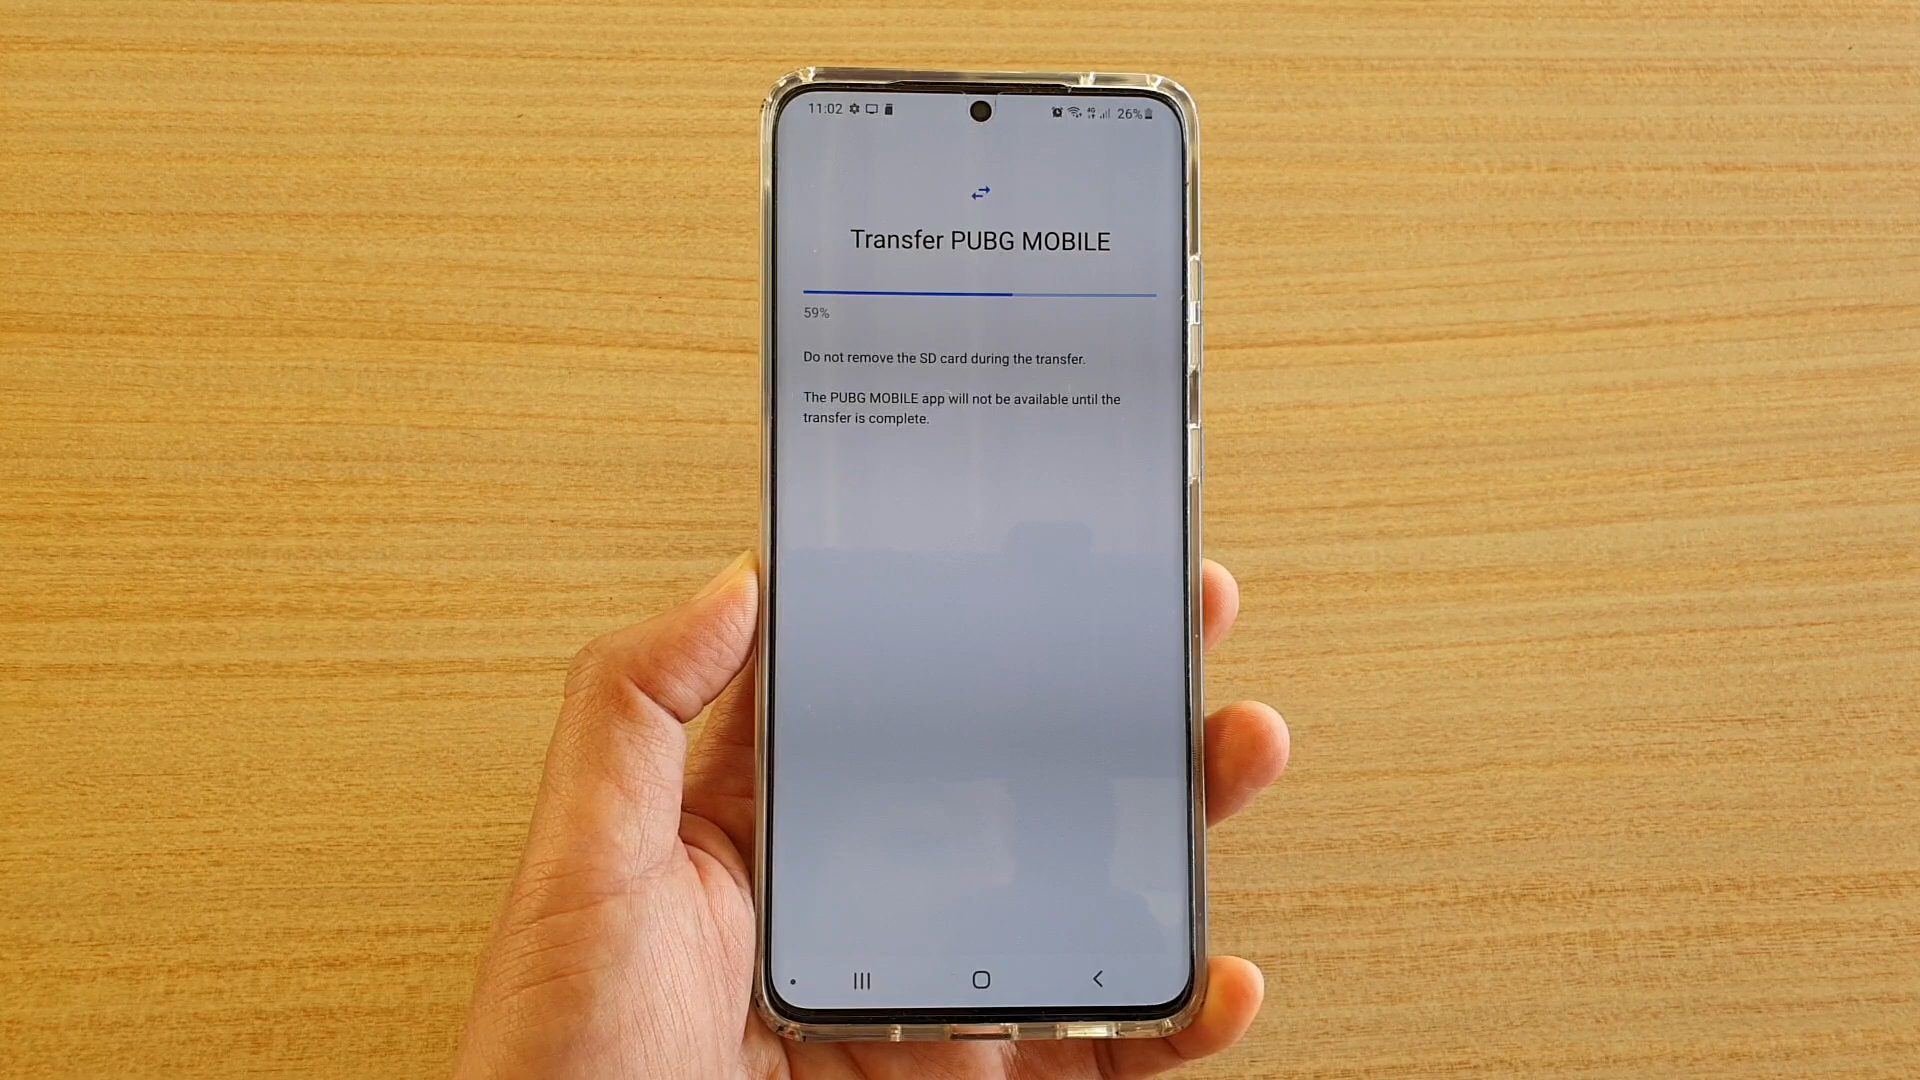 11:02 26%
Transfer PUBG MOBILE
59%
Do not remove the SD card during the transfer.
The PUBG MOBILE app will not be available until the
transfer is complete.